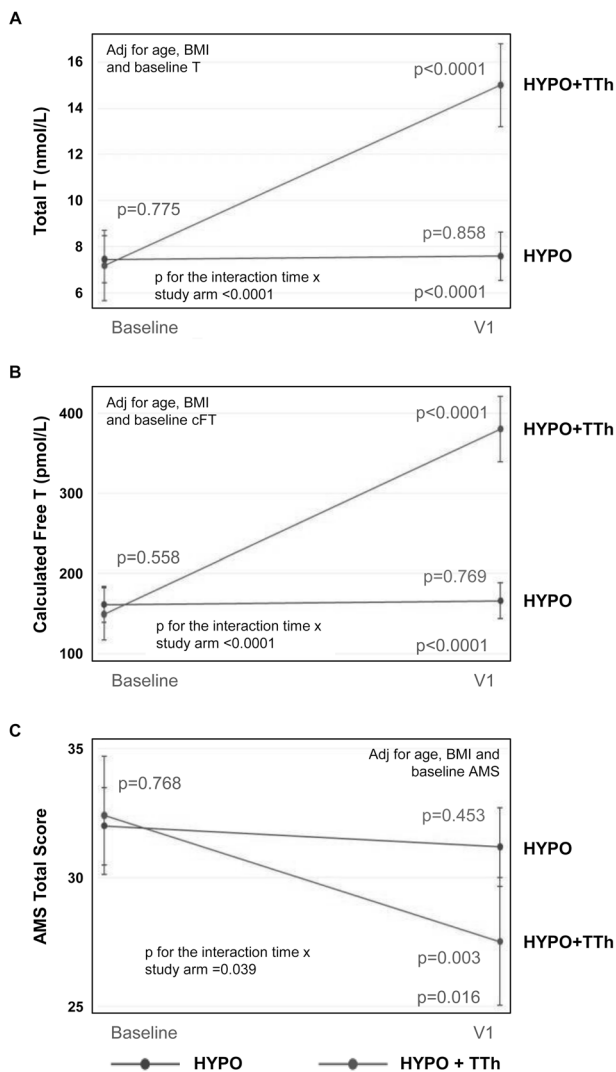 A
Adj for age, BMI
and baseline T
Total T (nmol/L)
16
14
12
10
8
6
p<0.0001
HYPO+TTh
p=0.775
p=0.858
HYPO
p for the interaction time x
study arm <0.0001
p<0.0001
Baseline
V1
B
Adj for age, BMI
and baseline cFT
Calculated Free T (pmol/L)
400
300
200
100
p<0.0001
HYPO+TTh
p=0.558
p=0.769
HYPO
p for the interaction time x
study arm <0.0001
p<0.0001
Baseline
V1
C
Adj for age, BMI and
baseline AMS
AMS Total Score
35
30
25
p=0.768
p=0.453
HYPO
HYPO+TTh
p for the interaction time x
study arm =0.039
p=0.003
p=0.016
Baseline
V1
HYPO
HYPO + TTh